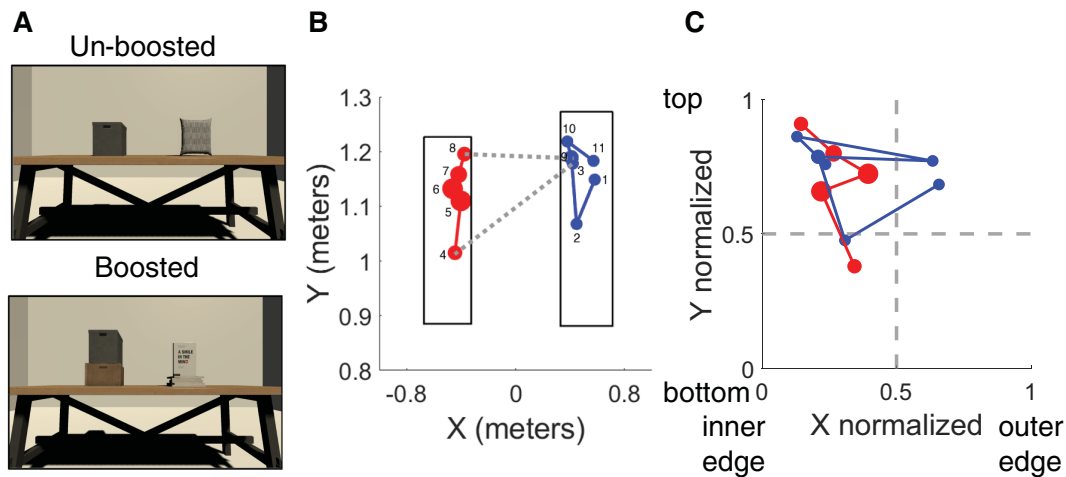 A
Un-boosted
Boosted
A SMILE
IN THE
MIND
B
1.3
1.2
1.1
1
0.9
0.8
-0.8
0
0.8
Y (meters)
X (meters)
8
7
6
5
4
10
11
9
3
1
2
C
top
1
0.5
0
bottom
0
0.5
1
Y normalized
X normalized
inner
edge
outer
edge